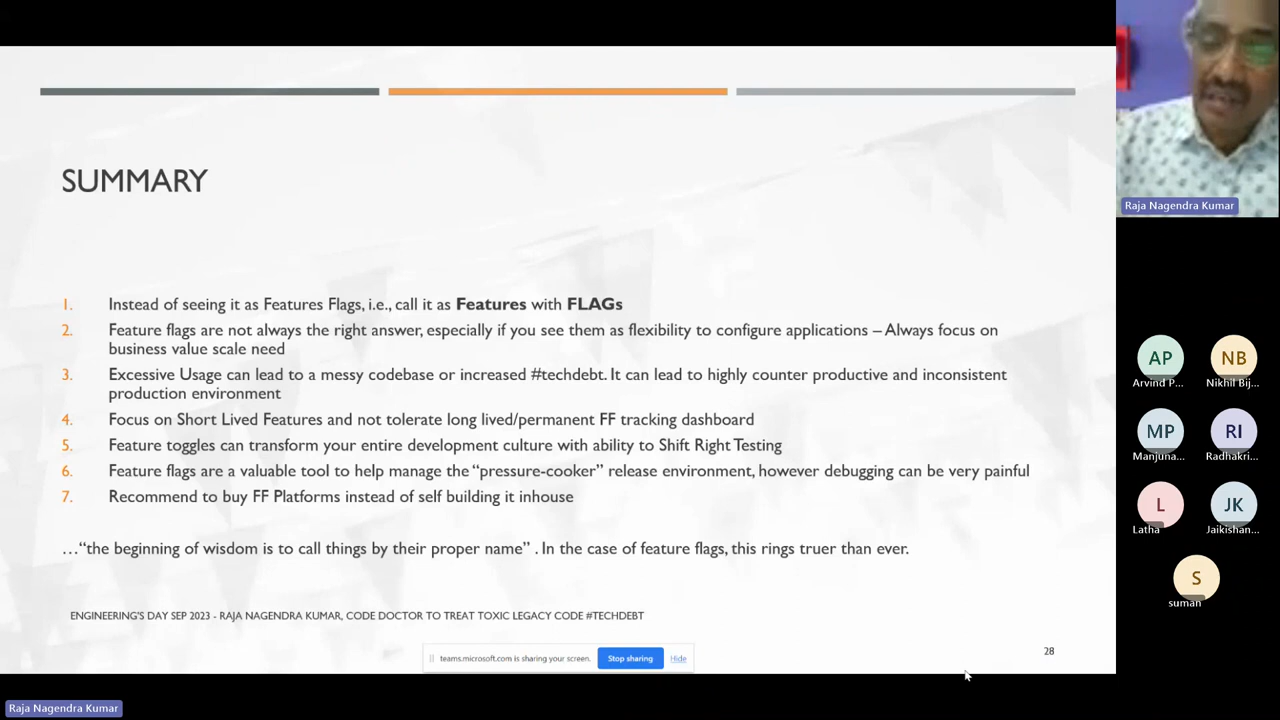 SUMMARY
1. Instead of seeing it as Features Flags, i.e., call it as Features with FLAGs
2. Feature flags are not always the right answer, especially if you see them as flexibility to configure applications – Always focus on
business value scale need
3. Excessive Usage can lead to a messy codebase or increased #techdebt. It can lead to highly counter productive and inconsistent
production environment
4. Focus on Short Lived Features and not tolerate long lived/permanent FF tracking dashboard
5. Feature toggles can transform your entire development culture with ability to Shift Right Testing
6. Feature flags are a valuable tool to help manage the “pressure-cooker” release environment, however debugging can be very painful
7. Recommend to buy FF Platforms instead of self building it inhouse
…“the beginning of wisdom is to call things by their proper name” . In the case of feature flags, this rings truer than ever.
ENGINEERING'S DAY SEP 2023 - RAJA NAGENDRA KUMAR, CODE DOCTOR TO TREAT TOXIC LEGACY CODE #TECHDEBT
28
teams.microsoft.com is sharing your screen. Stop sharing Hide
Raja Nagendra Kumar
Raja Nagendra Kumar
AP NB
Arvind P... Nikhil Bij...
MP RI
Manjuna... Radhakri...
L JK
Latha Jaikishan...
S
suman